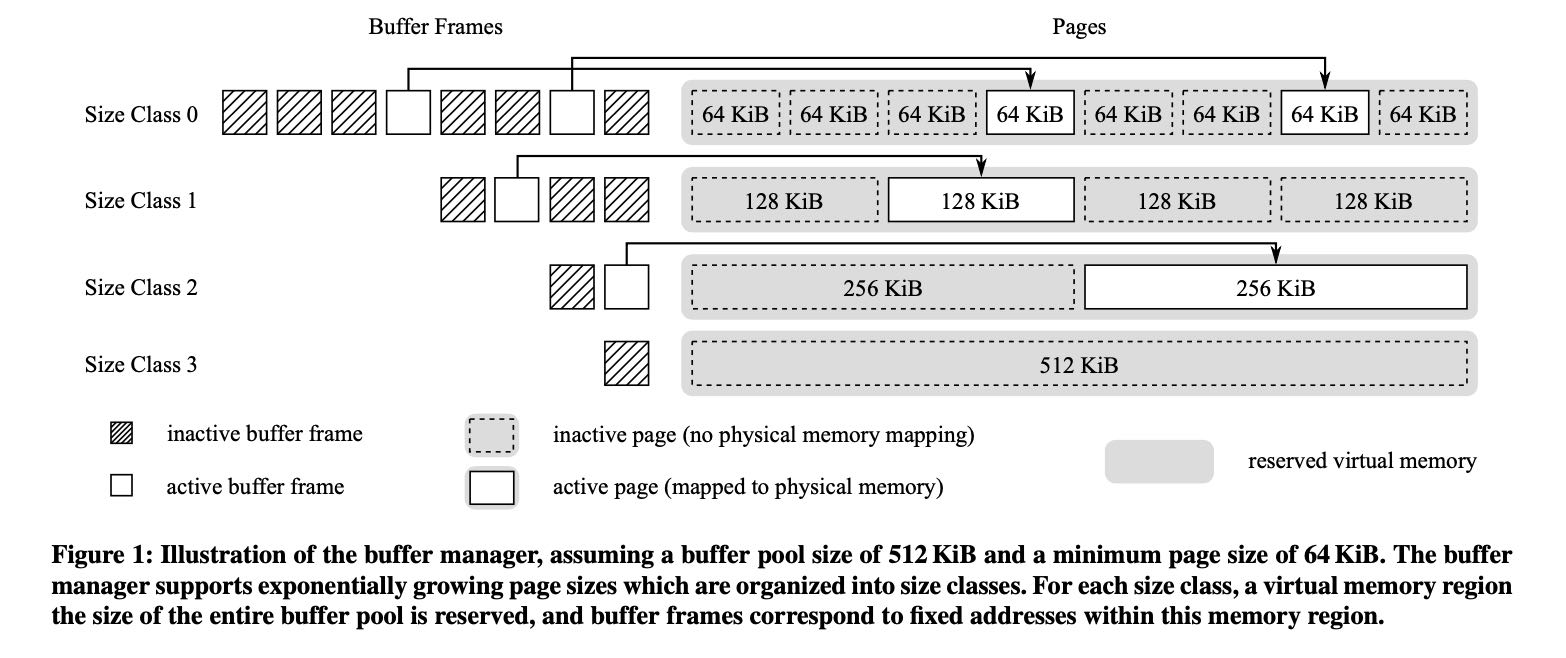 Buffer Frames Pages
Size Class 0 64 KiB 64 KiB 64 KiB 64 KiB 64 KiB 64 KiB 64 KiB 64 KiB
Size Class 1 128 KiB 128 KiB 128 KiB 128 KiB
Size Class 2 256 KiB 256 KiB
Size Class 3 512 KiB
inactive buffer frame inactive page (no physical memory mapping)
reserved virtual memory
active buffer frame active page (mapped to physical memory)
Figure 1: Illustration of the buffer manager, assuming a buffer pool size of 512 KiB and a minimum page size of 64 KiB. The buffer
manager supports exponentially growing page sizes which are organized into size classes. For each size class, a virtual memory region
the size of the entire buffer pool is reserved, and buffer frames correspond to fixed addresses within this memory region.